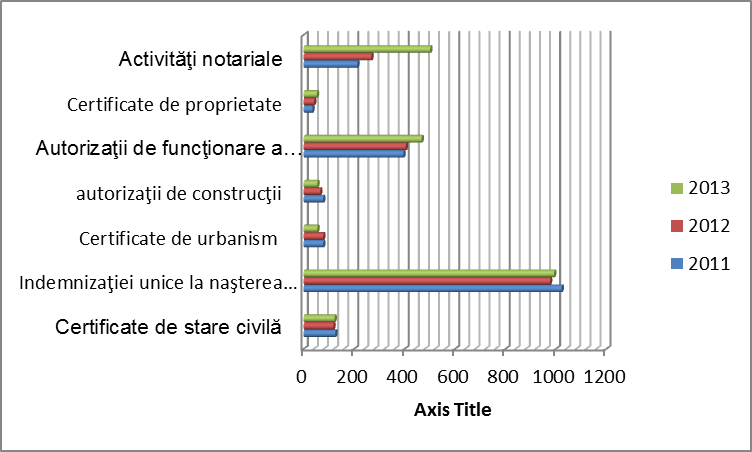 Activităţi notariale
Certificate de proprietate
Autorizaţii de funcţionare a…
autorizaţii de construcţii
Certificate de urbanism
Indemnizaţiei unice la naşterea…
Certificate de stare civilă
0 200 400 600 800 1000 1200
Axis Title
2013
2012
2011